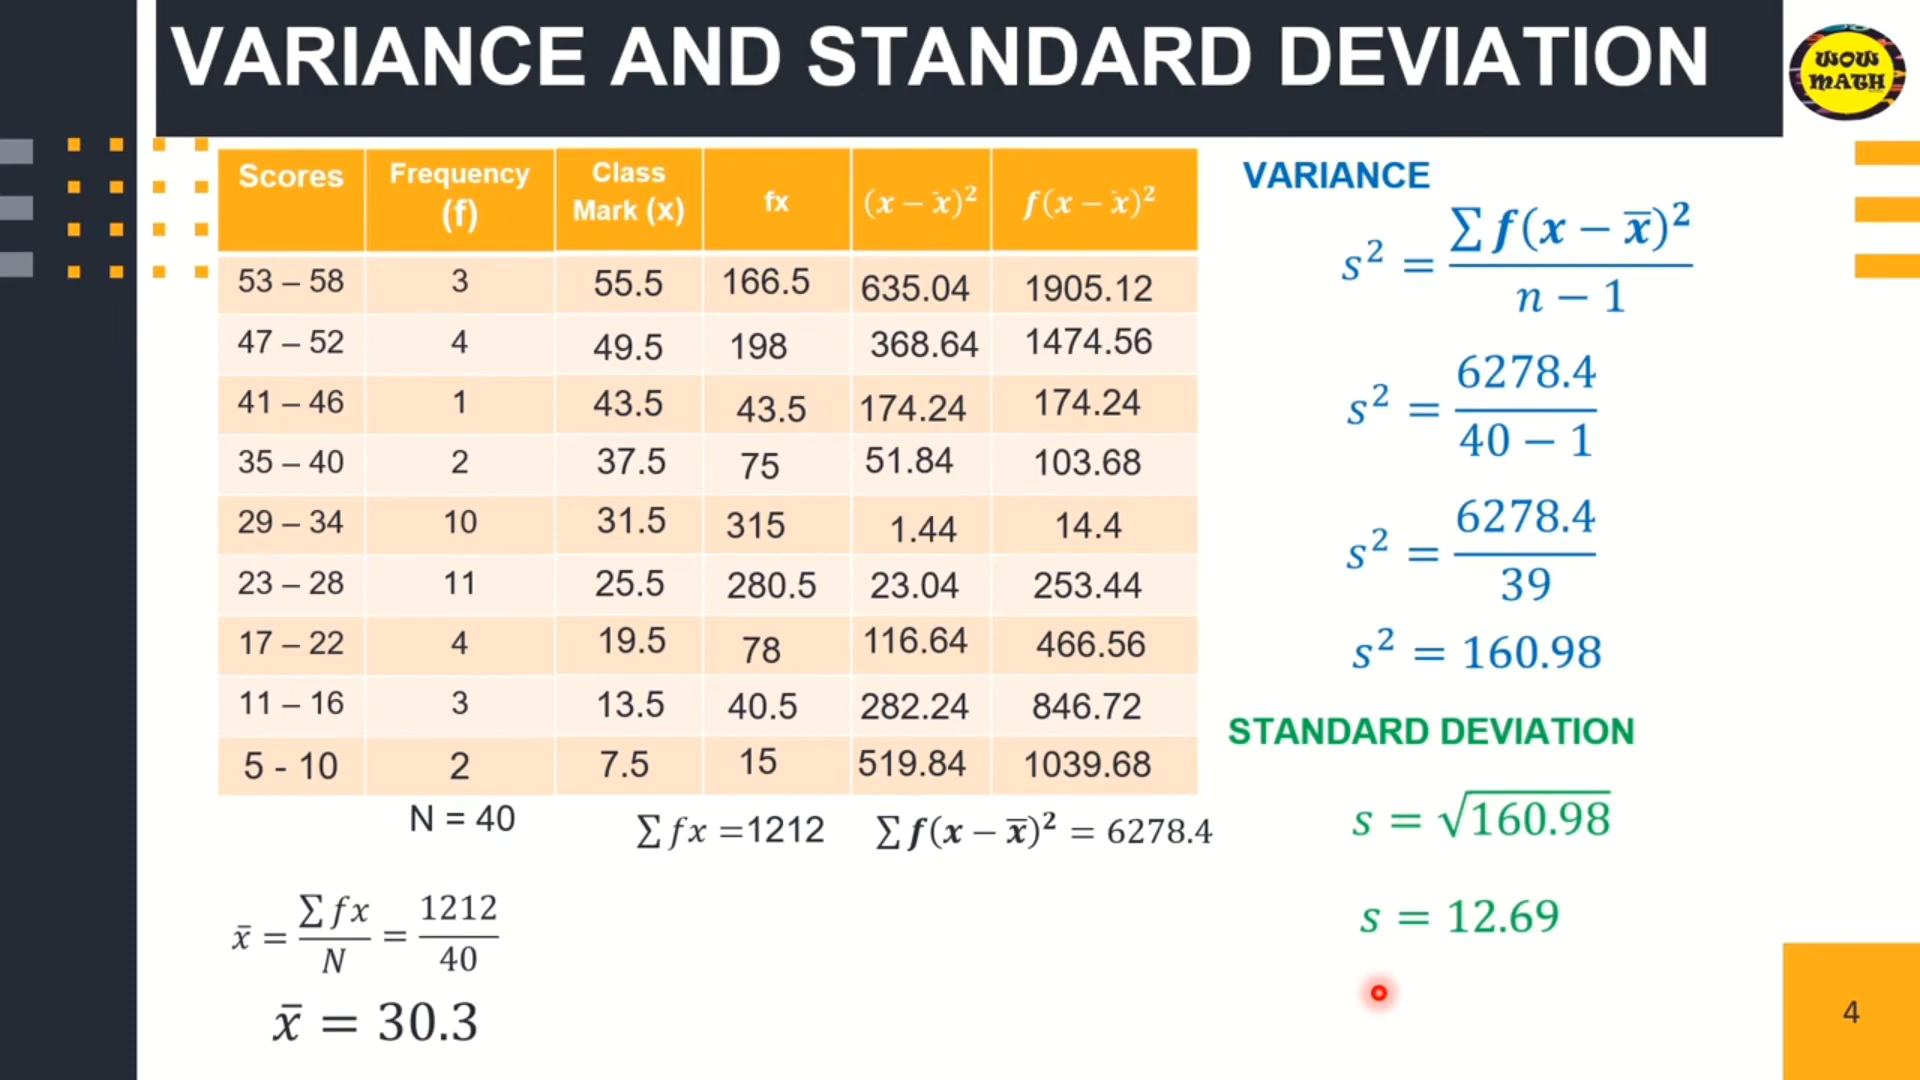 VARIANCE AND STANDARD DEVIATION
WOW
MATH
Scores Frequency (f) Class Mark (x) fx (x − x̄)² f(x − x̄)²
53 – 58 3 55.5 166.5 635.04 1905.12
47 – 52 4 49.5 198 368.64 1474.56
41 – 46 1 43.5 43.5 174.24 174.24
35 – 40 2 37.5 75 51.84 103.68
29 – 34 10 31.5 315 1.44 14.4
23 – 28 11 25.5 280.5 23.04 253.44
17 – 22 4 19.5 78 116.64 466.56
11 – 16 3 13.5 40.5 282.24 846.72
5 - 10 2 7.5 15 519.84 1039.68
N = 40 ∑fx =1212 ∑f(x − x̄)² = 6278.4
x̄ = ∑fx / N = 1212 / 40
x̄ = 30.3
VARIANCE
s² = ∑f(x − x̄)² / n − 1
s² = 6278.4 / 40 − 1
s² = 6278.4 / 39
s² = 160.98
STANDARD DEVIATION
s = √160.98
s = 12.69
4